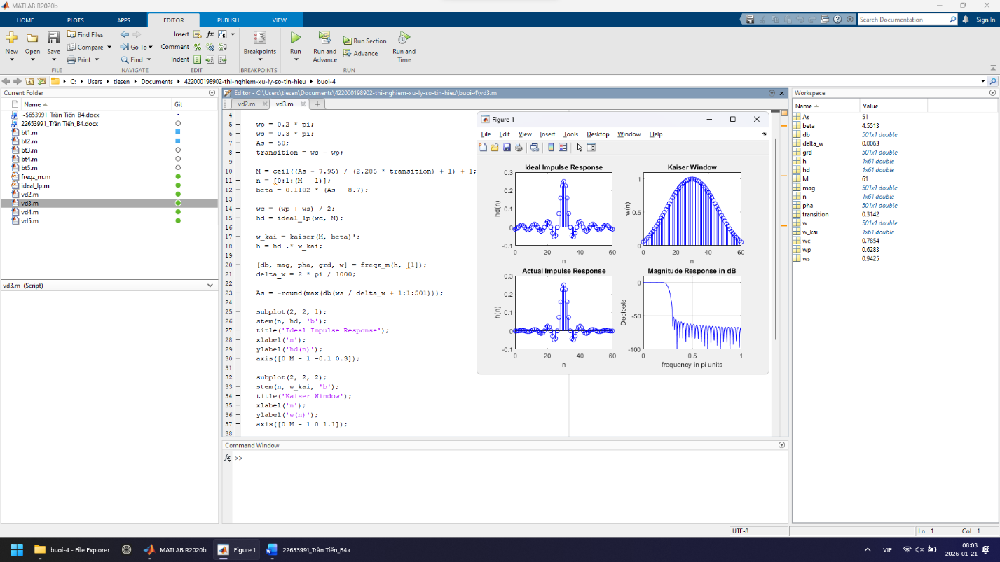 MATLAB R2020b
HOME PLOTS APPS EDITOR PUBLISH VIEW
Search Documentation
Sign In
New Open Save
Find Files
Compare
Print
FILE
Go To
Find
NAVIGATE
Insert fx
Comment
Indent
EDIT
Breakpoints
BREAKPOINTS
Run
Run and Advance
Run Section
Advance
Run and Time
RUN
C: Users tiesen Documents 422000198902-thi-nghiem-xu-ly-so-tin-hieu buoi-4
Current Folder
Name Git
~$653991_Trần Tiến_B4.docx
22653991_Trần Tiến_B4.docx
bt1.m
bt2.m
bt3.m
bt4.m
bt5.m
freqz_m.m
ideal_lp.m
vd2.m
vd3.m
vd4.m
vd5.m
vd3.m (Script)
Editor - C:\Users\tiesen\Documents\422000198902-thi-nghiem-xu-ly-so-tin-hieu\buoi-4\vd3.m
vd2.m vd3.m
4
5 – wp = 0.2 * pi;
6 – ws = 0.3 * pi;
7 – As = 50;
8 – transition = ws - wp;
9
10 – M = ceil((As - 7.95) / (2.285 * transition) + 1) + 1;
11 – n = [0:1:(M - 1)];
12 – beta = 0.1102 * (As - 8.7);
13
14 – wc = (wp + ws) / 2;
15 – hd = ideal_lp(wc, M);
16
17 – w_kai = kaiser(M, beta)';
18 – h = hd .* w_kai;
19
20 – [db, mag, pha, grd, w] = freqz_m(h, [1]);
21 – delta_w = 2 * pi / 1000;
22
23 – As = -round(max(db(ws / delta_w + 1:1:501)));
24
25 – subplot(2, 2, 1);
26 – stem(n, hd, 'b');
27 – title('Ideal Impulse Response');
28 – xlabel('n');
29 – ylabel('hd(n)');
30 – axis([0 M - 1 -0.1 0.3]);
31
32 – subplot(2, 2, 2);
33 – stem(n, w_kai, 'b');
34 – title('Kaiser Window');
35 – xlabel('n');
36 – ylabel('w(n)');
37 – axis([0 M - 1 0 1.1]);
38
Figure 1
File Edit View Insert Tools Desktop Window Help
Ideal Impulse Response
hd(n)
0.3
0.2
0.1
0
-0.1
0 20 40 60
n
Kaiser Window
w(n)
1
0.5
0
0 20 40 60
n
Actual Impulse Response
h(n)
0.3
0.2
0.1
0
-0.1
0 20 40 60
n
Magnitude Response in dB
Decibels
0
-50
-100
0 0.5 1
frequency in pi units
Command Window
fx >>
Workspace
Name Value
As 51
beta 4.5513
db 501x1 double
delta_w 0.0063
grd 501x1 double
h 1x61 double
hd 1x61 double
M 61
mag 501x1 double
n 1x61 double
pha 501x1 double
transition 0.3142
w 501x1 double
w_kai 1x61 double
wc 0.7854
wp 0.6283
ws 0.9425
UTF-8 Ln 1 Col 1
buoi-4 - File Explorer
MATLAB R2020b
Figure 1
22653991_Trần Tiến_B4.
VIE
08:03
2026-01-21